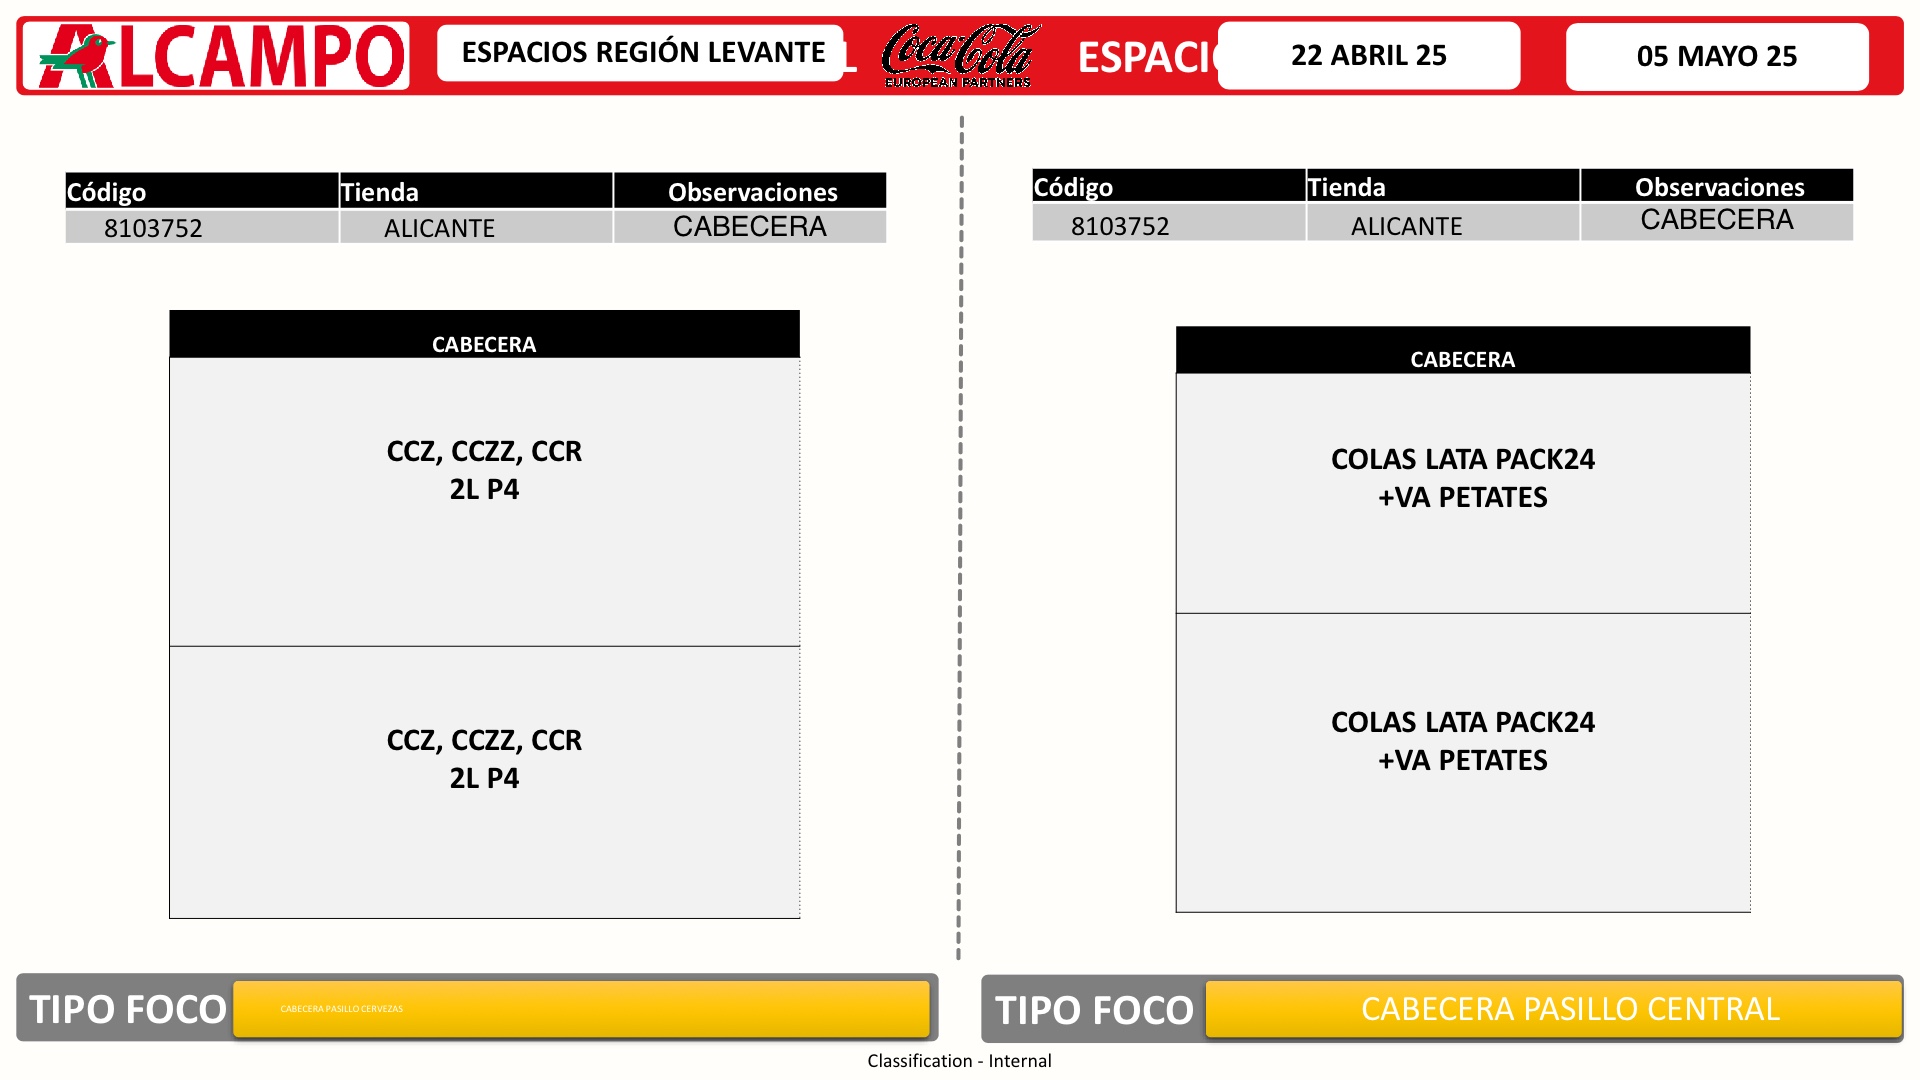 ALCAMPO
ESPACIOS REGIÓN LEVANTE
L
Coca-Cola
EUROPEAN PARTNERS
ESPACIO
22 ABRIL 25
05 MAYO 25
Código Tienda Observaciones
8103752 ALICANTE CABECERA
CABECERA
CCZ, CCZZ, CCR
2L P4
CCZ, CCZZ, CCR
2L P4
TIPO FOCO CABECERA PASILLO CERVEZAS
Código Tienda Observaciones
8103752 ALICANTE CABECERA
CABECERA
COLAS LATA PACK24
+VA PETATES
COLAS LATA PACK24
+VA PETATES
TIPO FOCO CABECERA PASILLO CENTRAL
Classification - Internal